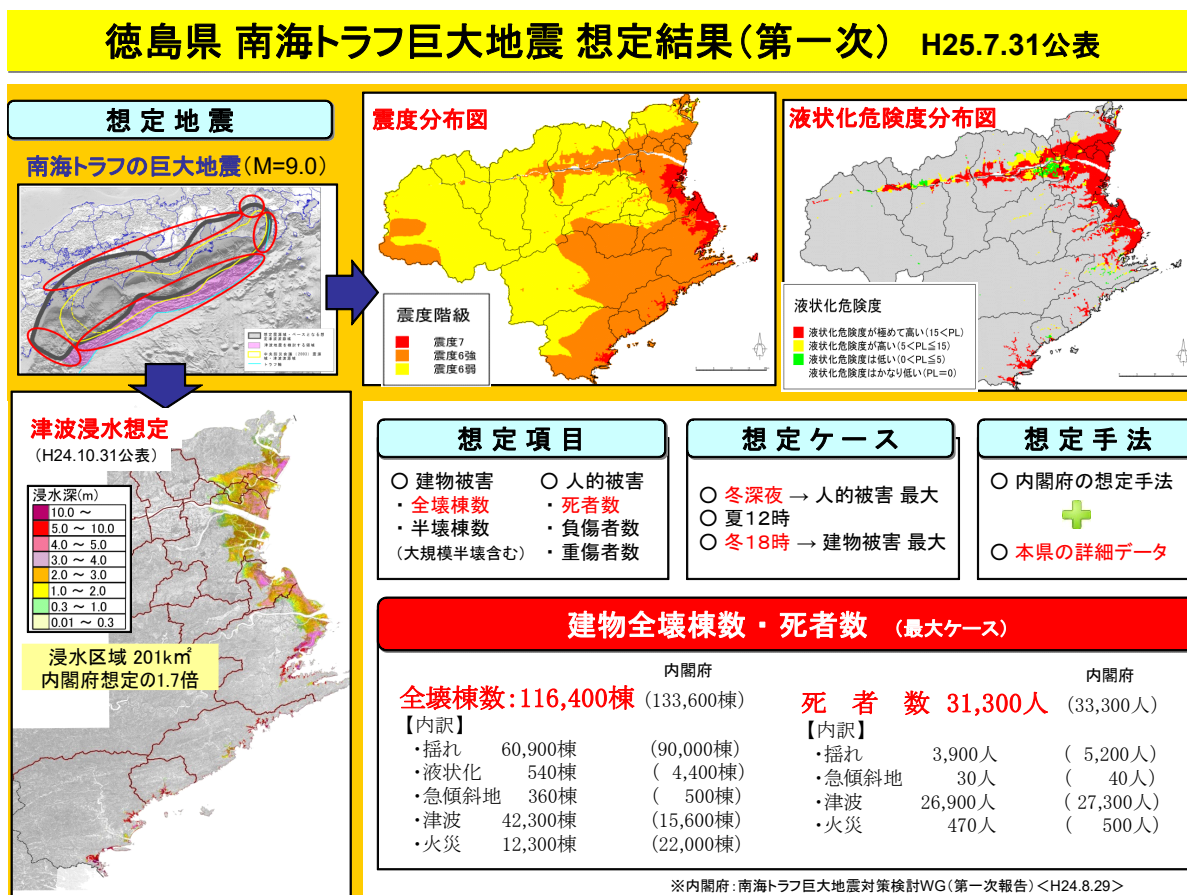 徳島県 南海トラフ巨大地震 想定結果（第一次） H25.7.31公表
想定地震
南海トラフの巨大地震(M=9.0)
震度分布図
震度階級
震度7
震度6強
震度6弱
液状化危険度分布図
液状化危険度
液状化危険度が極めて高い(15<PL)
液状化危険度が高い(5<PL≦15)
液状化危険度は低い(0<PL≦5)
液状化危険度はかなり低い(PL=0)
津波浸水想定
(H24.10.31公表)
浸水深(m)
10.0 ～
5.0 ～ 10.0
4.0 ～ 5.0
3.0 ～ 4.0
2.0 ～ 3.0
1.0 ～ 2.0
0.3 ～ 1.0
0.01 ～ 0.3
浸水区域 201k㎡
内閣府想定の1.7倍
想定項目
○ 建物被害
・全壊棟数
・半壊棟数
(大規模半壊含む)
○ 人的被害
・死者数
・負傷者数
・重傷者数
想定ケース
○ 冬深夜 → 人的被害 最大
○ 夏12時
○ 冬18時 → 建物被害 最大
想定手法
○ 内閣府の想定手法
○ 本県の詳細データ
建物全壊棟数・死者数 (最大ケース)
内閣府
全壊棟数：116,400棟 (133,600棟)
【内訳】
・揺れ 60,900棟 (90,000棟)
・液状化 540棟 ( 4,400棟)
・急傾斜地 360棟 ( 500棟)
・津波 42,300棟 (15,600棟)
・火災 12,300棟 (22,000棟)
内閣府
死者数 31,300人 (33,300人)
【内訳】
・揺れ 3,900人 ( 5,200人)
・急傾斜地 30人 ( 40人)
・津波 26,900人 ( 27,300人)
・火災 470人 ( 500人)
※内閣府：南海トラフ巨大地震対策検討WG(第一次報告)<H24.8.29>